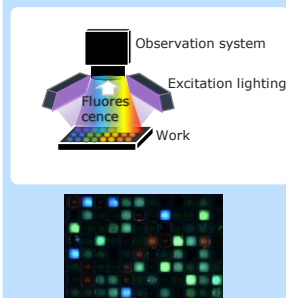 Observation system
Excitation lighting
Fluores
cence
Work